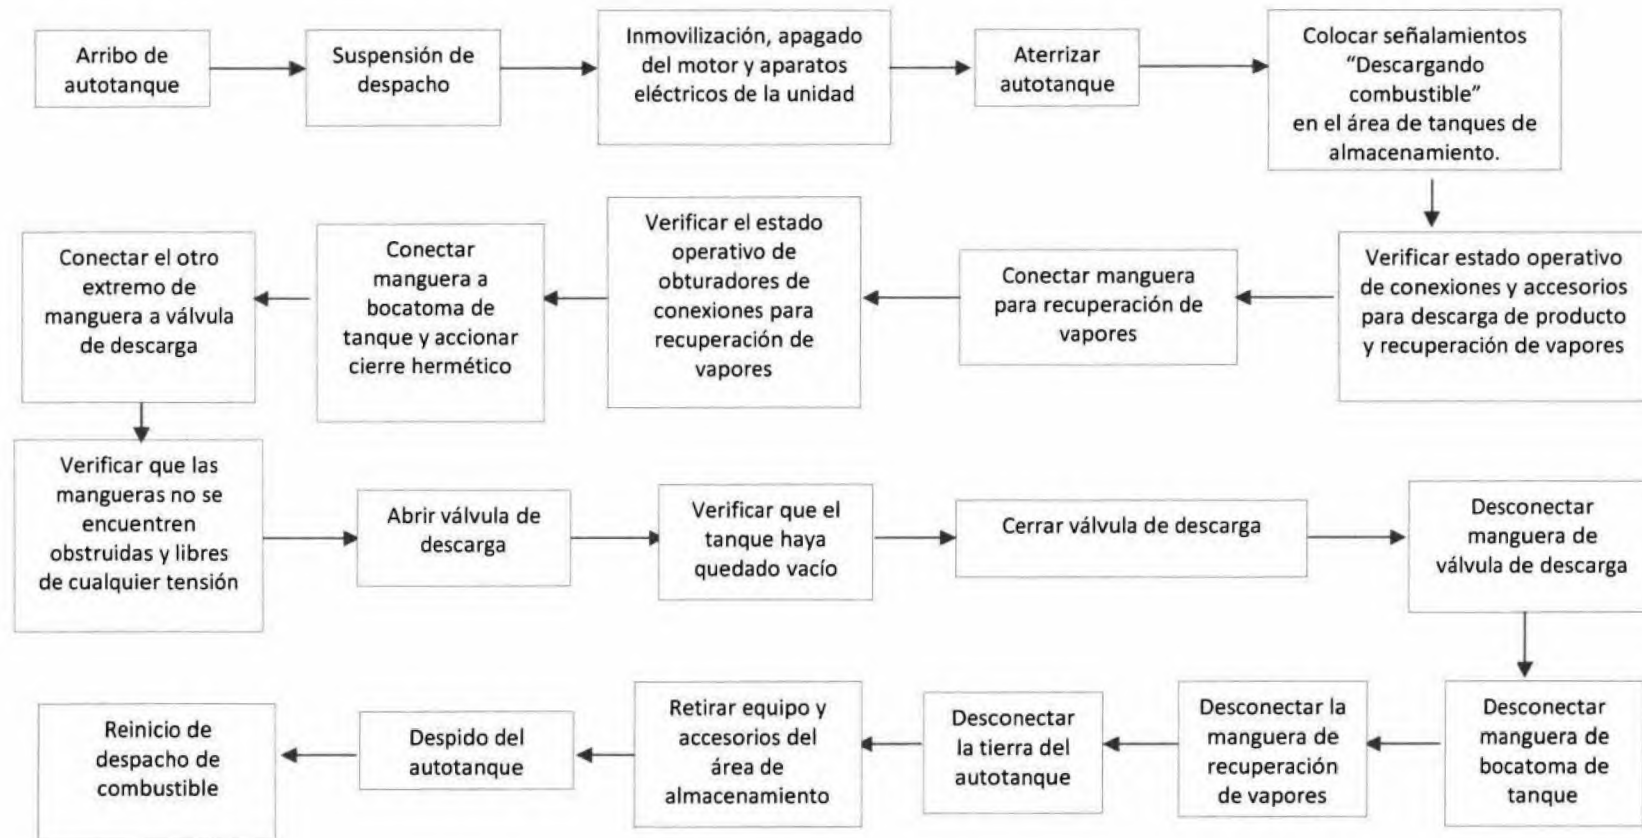 Arribo de
autotanque
Suspensión de
despacho
Inmovilización, apagado
del motor y aparatos
eléctricos de la unidad
Aterrizar
autotanque
Colocar señalamientos
“Descargando
combustible”
en el área de tanques de
almacenamiento.
Verificar estado operativo
de conexiones y accesorios
para descarga de producto
y recuperación de vapores
Conectar manguera
para recuperación de
vapores
Verificar el estado
operativo de
obturadores de
conexiones para
recuperación de
vapores
Conectar
manguera a
bocatoma de
tanque y accionar
cierre hermético
Conectar el otro
extremo de
manguera a válvula
de descarga
Verificar que las
mangueras no se
encuentren
obstruidas y libres
de cualquier tensión
Abrir válvula de
descarga
Verificar que el
tanque haya
quedado vacío
Cerrar válvula de descarga
Desconectar
manguera de
válvula de descarga
Desconectar
manguera de
bocatoma de
tanque
Desconectar la
manguera de
recuperación
de vapores
Desconectar
la tierra del
autotanque
Retirar equipo y
accesorios del
área de
almacenamiento
Despido del
autotanque
Reinicio de
despacho de
combustible